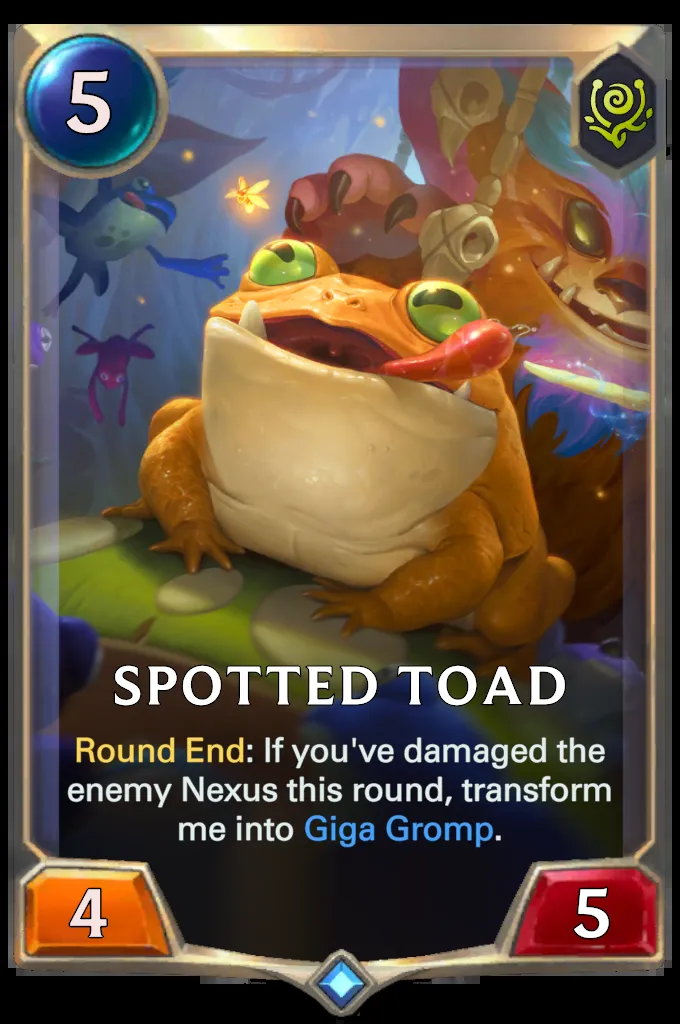 5
SPOTTED TOAD
Round End: If you've damaged the
enemy Nexus this round, transform
me into Giga Gromp.
4
5